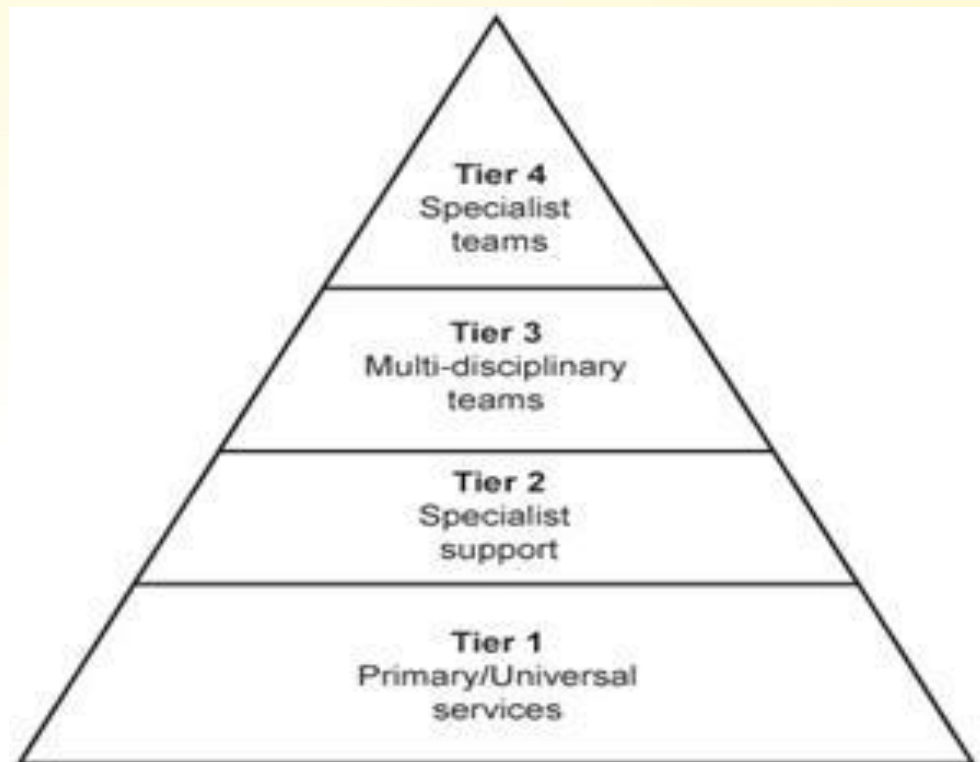 Tier 4
Specialist
teams
Tier 3
Multi-disciplinary
teams
Tier 2
Specialist
support
Tier 1
Primary/Universal
services